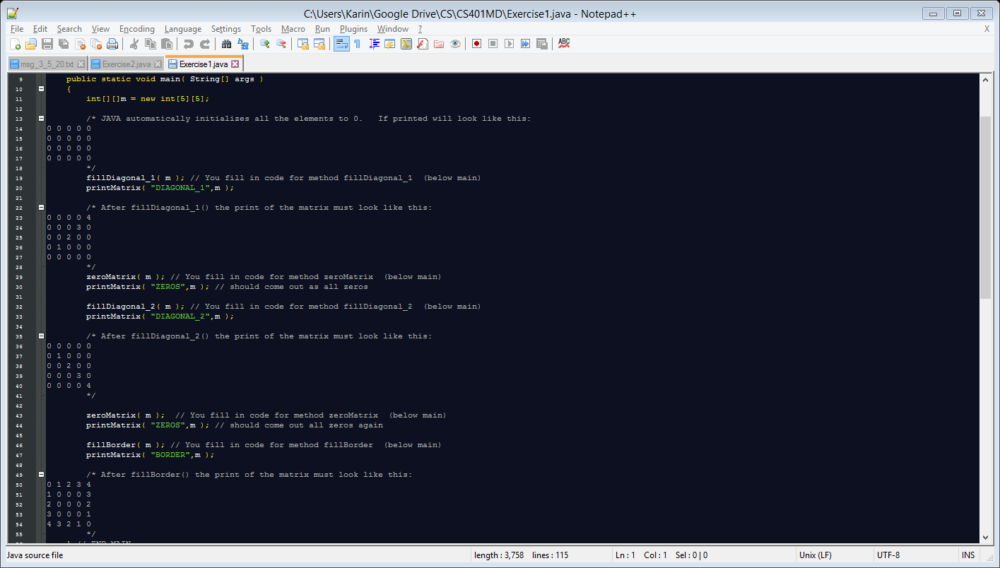 C:\Users\Karin\Google Drive\CS\CS401MD\Exercise1.java - Notepad++
File Edit Search View Encoding Language Settings Tools Macro Run Plugins Window ? X
ABC
msg_3_5_20.txt Exercise2.java Exercise1.java
9 public static void main( String[] args )
10 {
11 int[][]m = new int[5][5];
12
13 /* JAVA automatically initializes all the elements to 0. If printed will look like this:
14 0 0 0 0 0
15 0 0 0 0 0
16 0 0 0 0 0
17 0 0 0 0 0
18 */
19 fillDiagonal_1( m ); // You fill in code for method fillDiagonal_1 (below main)
20 printMatrix( "DIAGONAL_1",m );
21
22 /* After fillDiagonal_1() the print of the matrix must look like this:
23 0 0 0 0 4
24 0 0 0 3 0
25 0 0 2 0 0
26 0 1 0 0 0
27 0 0 0 0 0
28 */
29 zeroMatrix( m ); // You fill in code for method zeroMatrix (below main)
30 printMatrix( "ZEROS",m ); // should come out as all zeros
31
32 fillDiagonal_2( m ); // You fill in code for method fillDiagonal_2 (below main)
33 printMatrix( "DIAGONAL_2",m );
34
35 /* After fillDiagonal_2() the print of the matrix must look like this:
36 0 0 0 0 0
37 0 1 0 0 0
38 0 0 2 0 0
39 0 0 0 3 0
40 0 0 0 0 4
41 */
42
43 zeroMatrix( m ); // You fill in code for method zeroMatrix (below main)
44 printMatrix( "ZEROS",m ); // should come out all zeros again
45
46 fillBorder( m ); // You fill in code for method fillBorder (below main)
47 printMatrix( "BORDER",m );
48
49 /* After fillBorder() the print of the matrix must look like this:
50 0 1 2 3 4
51 1 0 0 0 3
52 2 0 0 0 2
53 3 0 0 0 1
54 4 3 2 1 0
55 */
} // END MAIN
Java source file length : 3,758 lines : 115 Ln : 1 Col : 1 Sel : 0 | 0 Unix (LF) UTF-8 INS